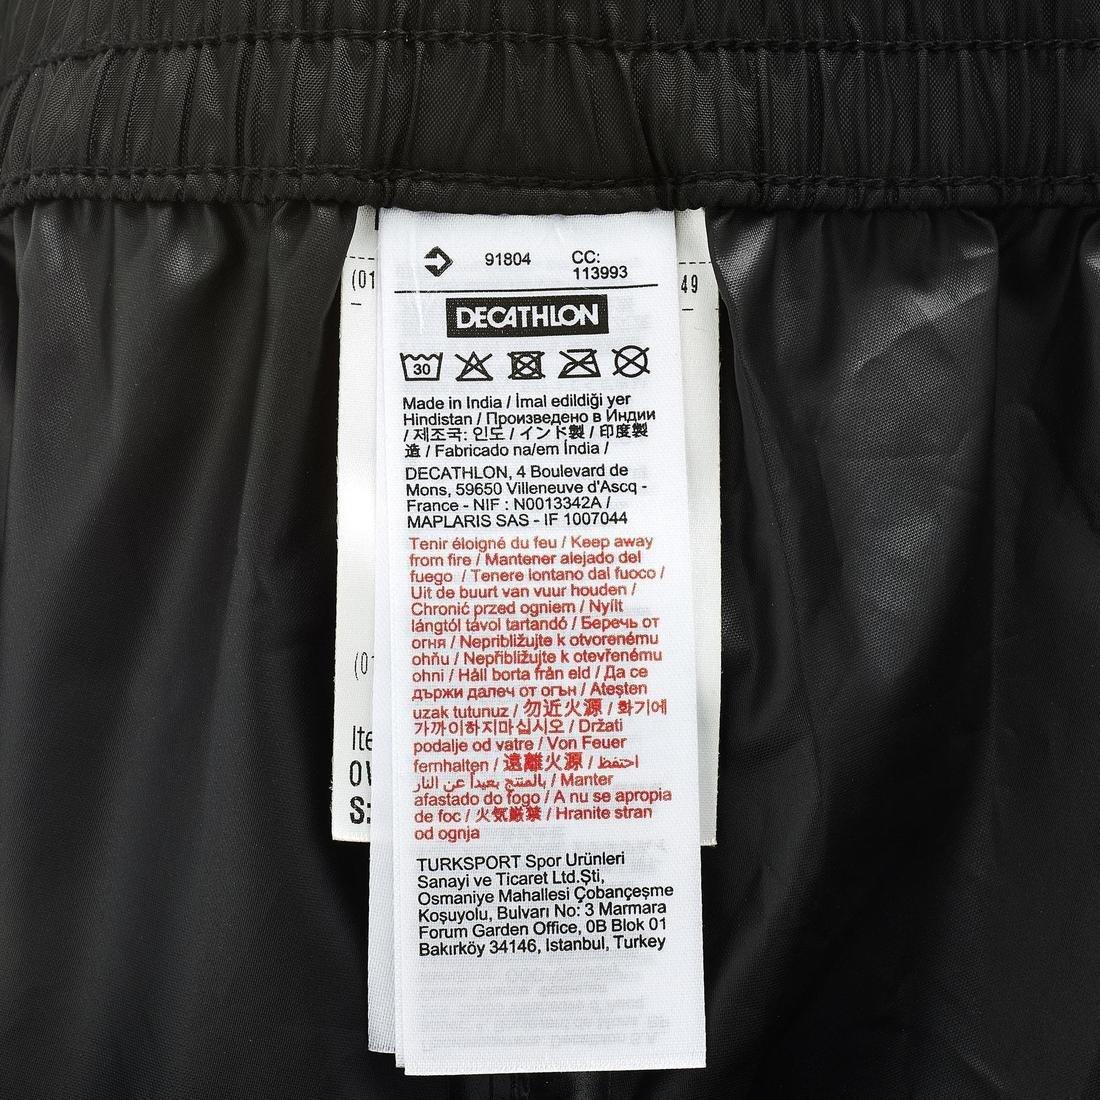 91804 CC:
113993
(01
49
DECATHLON
30
Made in India / İmal edildiği yer
Hindistan / Произведено в Индии
/ 제조국: 인도 / インド製 / 印度製
造 / Fabricado na/em Índia /
DECATHLON, 4 Boulevard de
Mons, 59650 Villeneuve d'Ascq -
France - NIF : N0013342A /
MAPLARIS SAS - IF 1007044
Tenir éloigné du feu / Keep away
from fire / Mantener alejado del
fuego / Tenere lontano dal fuoco /
Uit de buurt van vuur houden /
Chronić przed ogniem / Nyílt
lángtól távol tartandó / Беречь от
огня / Nepribližujte k otvorenému
ohňu / Nepřibližujte k otevřenému
ohni / Håll borta från eld / Да се
държи далеч от огън / Ateşten
uzak tutunuz / 勿近火源 / 화기에
가까이하지마십시오 / Držati
podalje od vatre / Von Feuer
fernhalten / 遠離火源 / احتفظ
بالمنتج بعيداً عن النار / Manter
afastado do fogo / A nu se apropia
de foc / 火気厳禁 / Hranite stran
od ognja
(01
Ite
0
S:
TURKSPORT Spor Urünleri
Sanayi ve Ticaret Ltd.Şti,
Osmaniye Mahallesi Çobançeşme
Koşuyolu, Bulvarı No: 3 Marmara
Forum Garden Office, 0B Blok 01
Bakırköy 34146, Istanbul, Turkey